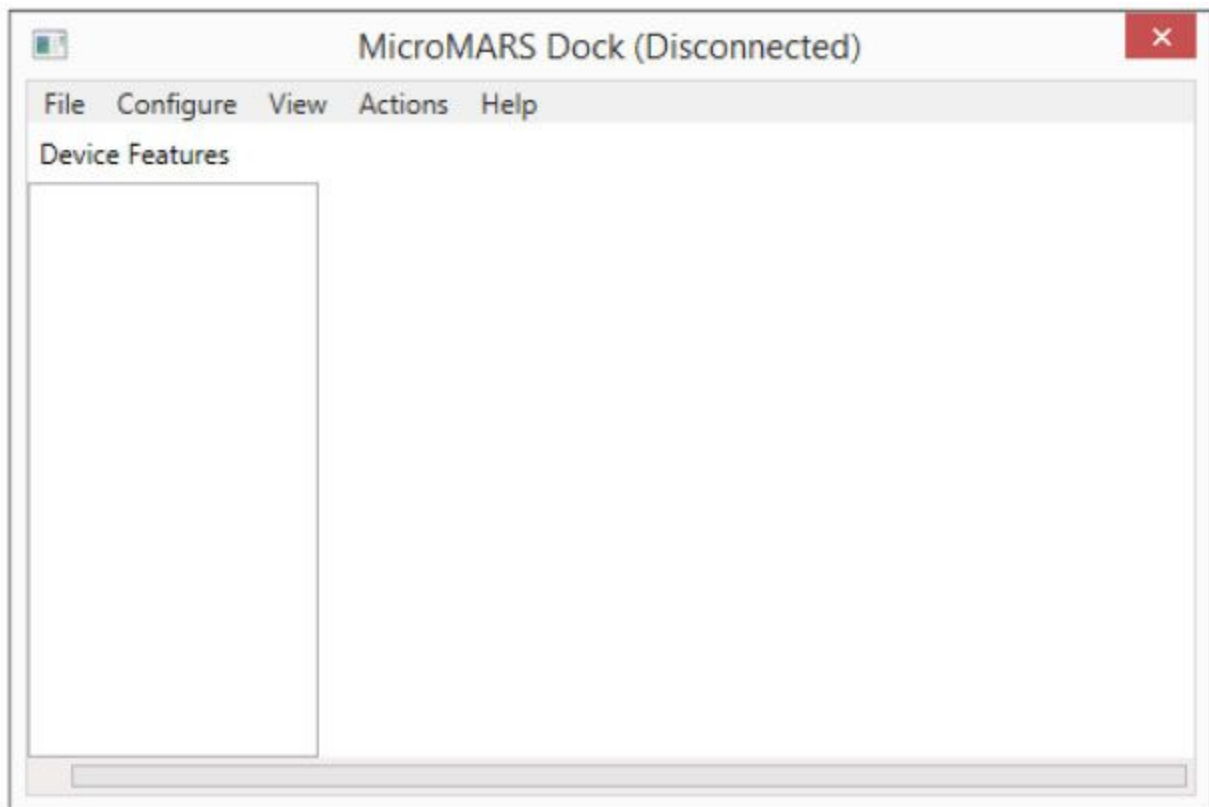 MicroMARS Dock (Disconnected)
File Configure View Actions Help
Device Features